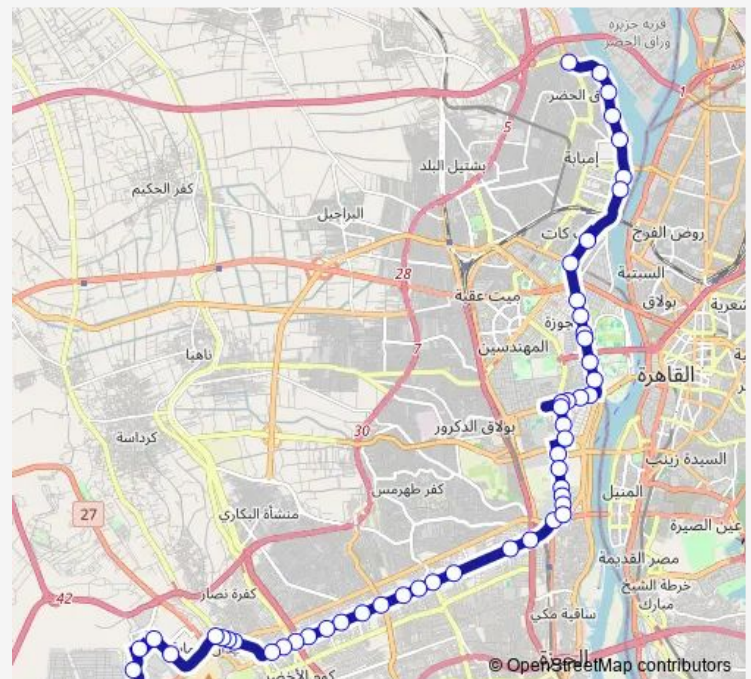 قرية جزيرة
وراق الحضر
1
5
إمبابة
بشتيل البلد
كفر الحكيم
البراجيل
روض الفرج
28
السبتية
ميت عقبة
بولاق
المهندسين
7
ناهيا
القاهرة
30
بولاق الدكرور
كرداسة
السيدة زينب
كفر طهرمس
المنيل
27
منشأة البكاري
عين الصيرة
مصر القديمة
خرطة الشيخ
مبارك
42
كفرة نصار
ساقية مكي
© OpenStreetMap contributors